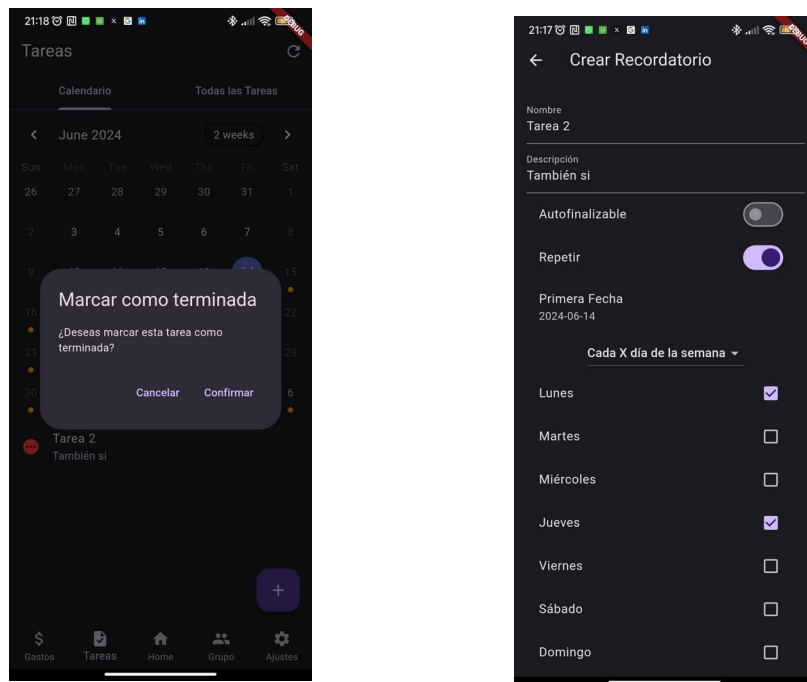 21:18
DEBUG
Tareas
Calendario Todas las Tareas
June 2024 2 weeks
Sun Mon Tue Wed Thu Fri Sat
26 27 28 29 30 31 1
2 3 4 5 6 7 8
9 15
16 22
23 29
30 6
Marcar como terminada
¿Deseas marcar esta tarea como
terminada?
Cancelar Confirmar
Tarea 2
También si
+
Gastos Tareas Home Grupo Ajustes
21:17
DEBUG
Crear Recordatorio
Nombre
Tarea 2
Descripción
También si
Autofinalizable
Repetir
Primera Fecha
2024-06-14
Cada X día de la semana
Lunes
Martes
Miércoles
Jueves
Viernes
Sábado
Domingo